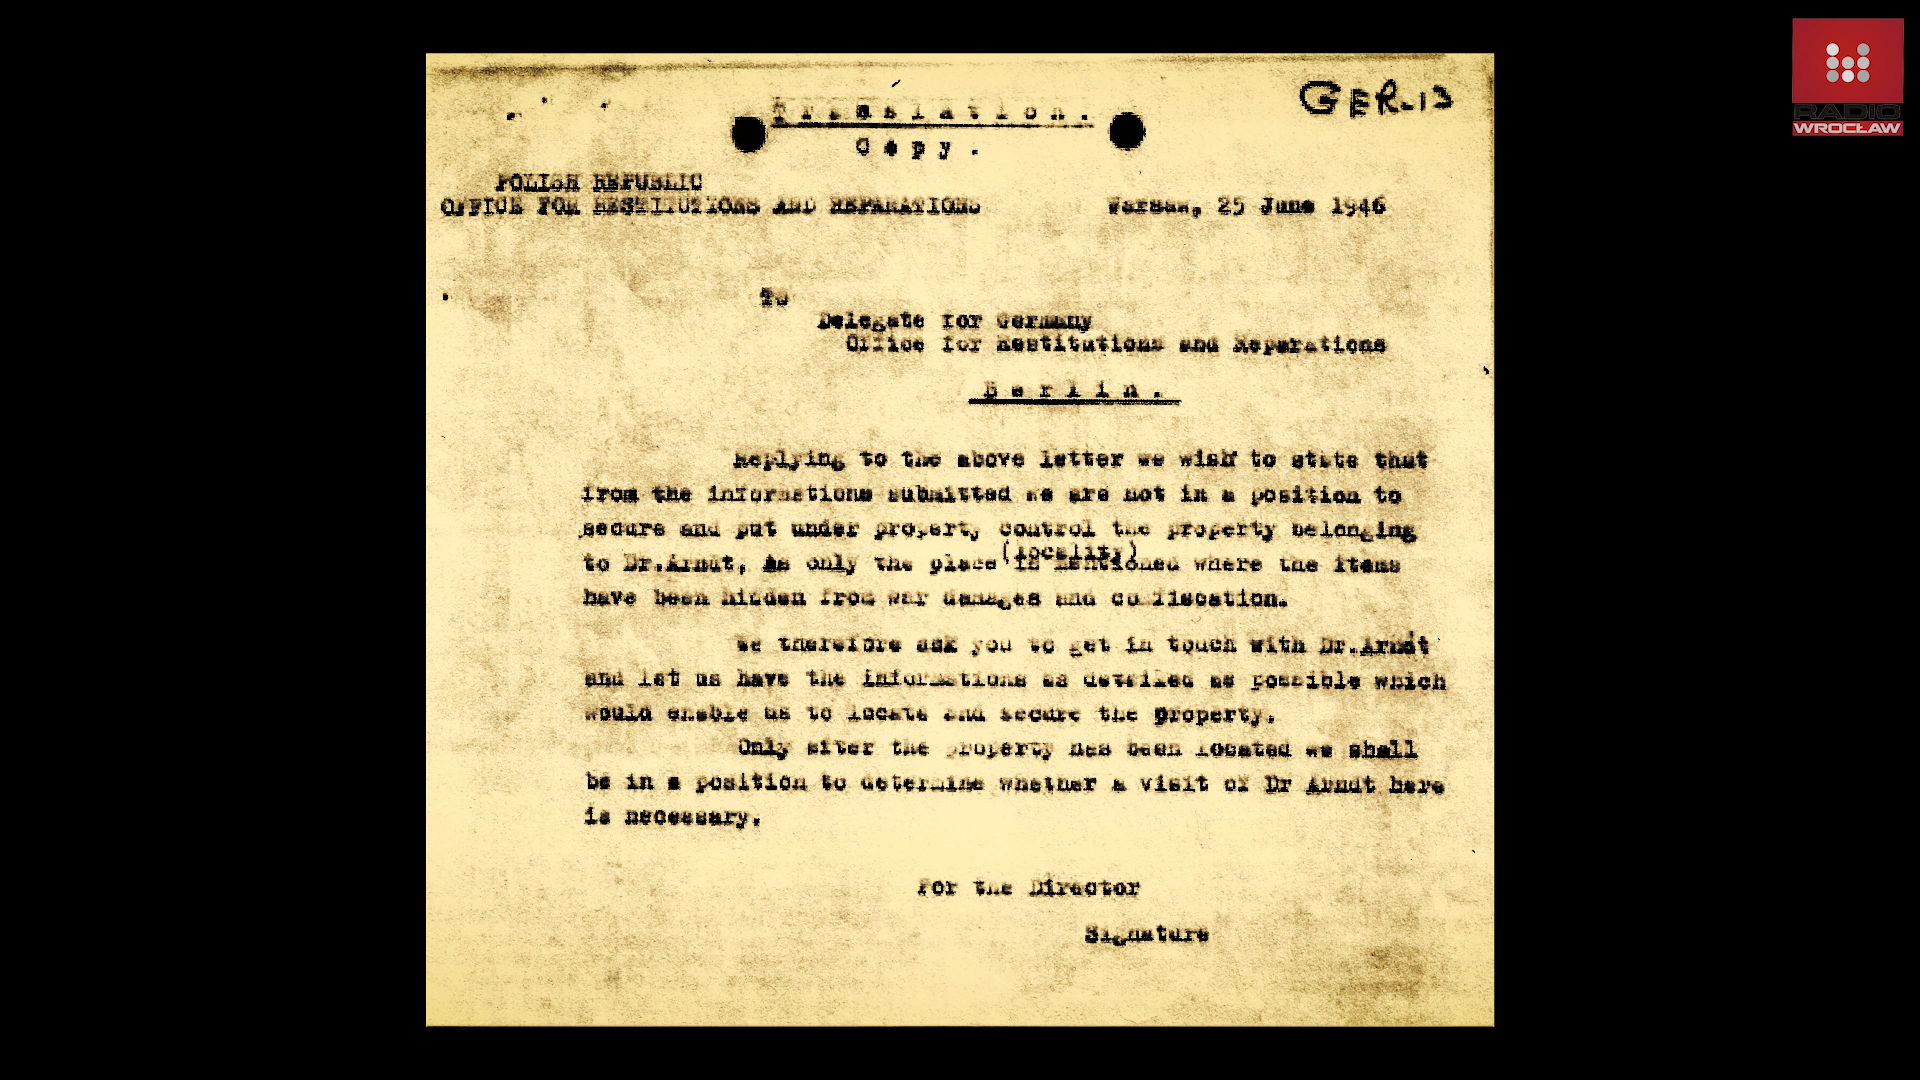 GER-13
Translation.
Copy.
POLISH REPUBLIC
OFFICE FOR RESTITUTIONS AND REPARATIONS Warsaw, 25 June 1946
To
Delegate for Germany
Office for Restitutions and Reparations
Berlin.
Replying to the above letter we wish to state that
from the informations submitted we are not in a position to
secure and put under property control the property belonging
(locality)
to Dr.Arndt, as only the place is mentioned where the items
have been hidden from war damages and confiscation.
We therefore ask you to get in touch with Dr.Arndt
and let us have the informations as detailed as possible which
would enable us to locate and secure the property.
Only after the property has been located we shall
be in a position to determine whether a visit of Dr Arndt here
is necessary.
For the Director
Signature
RADIO
WROCŁAW